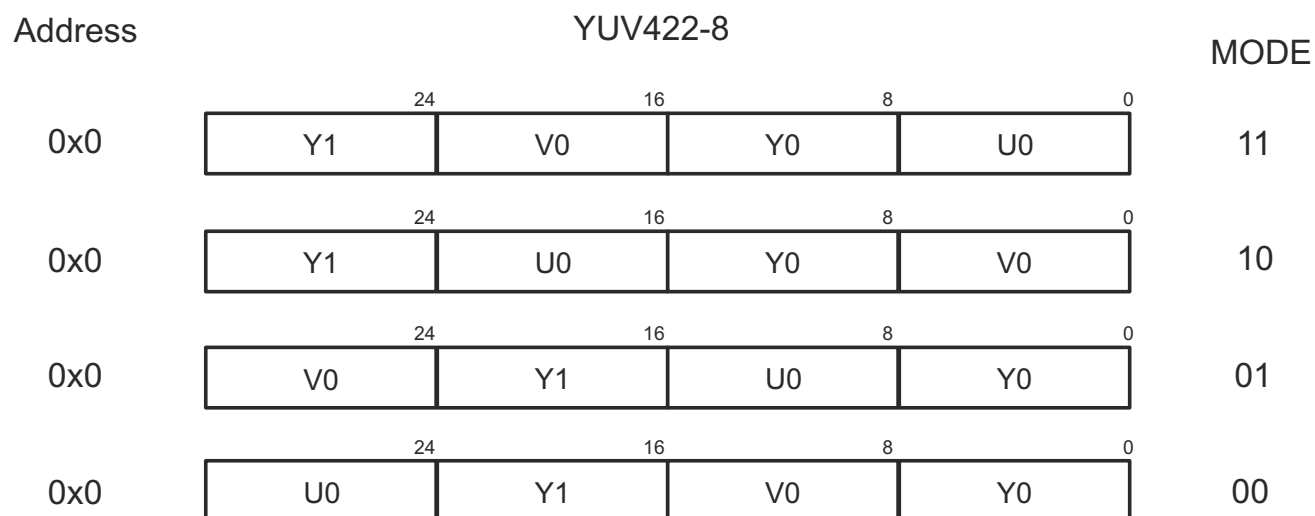 Address YUV422-8 MODE
24 16 8 0
0x0 Y1 V0 Y0 U0 11
24 16 8 0
0x0 Y1 U0 Y0 V0 10
24 16 8 0
0x0 V0 Y1 U0 Y0 01
24 16 8 0
0x0 U0 Y1 V0 Y0 00